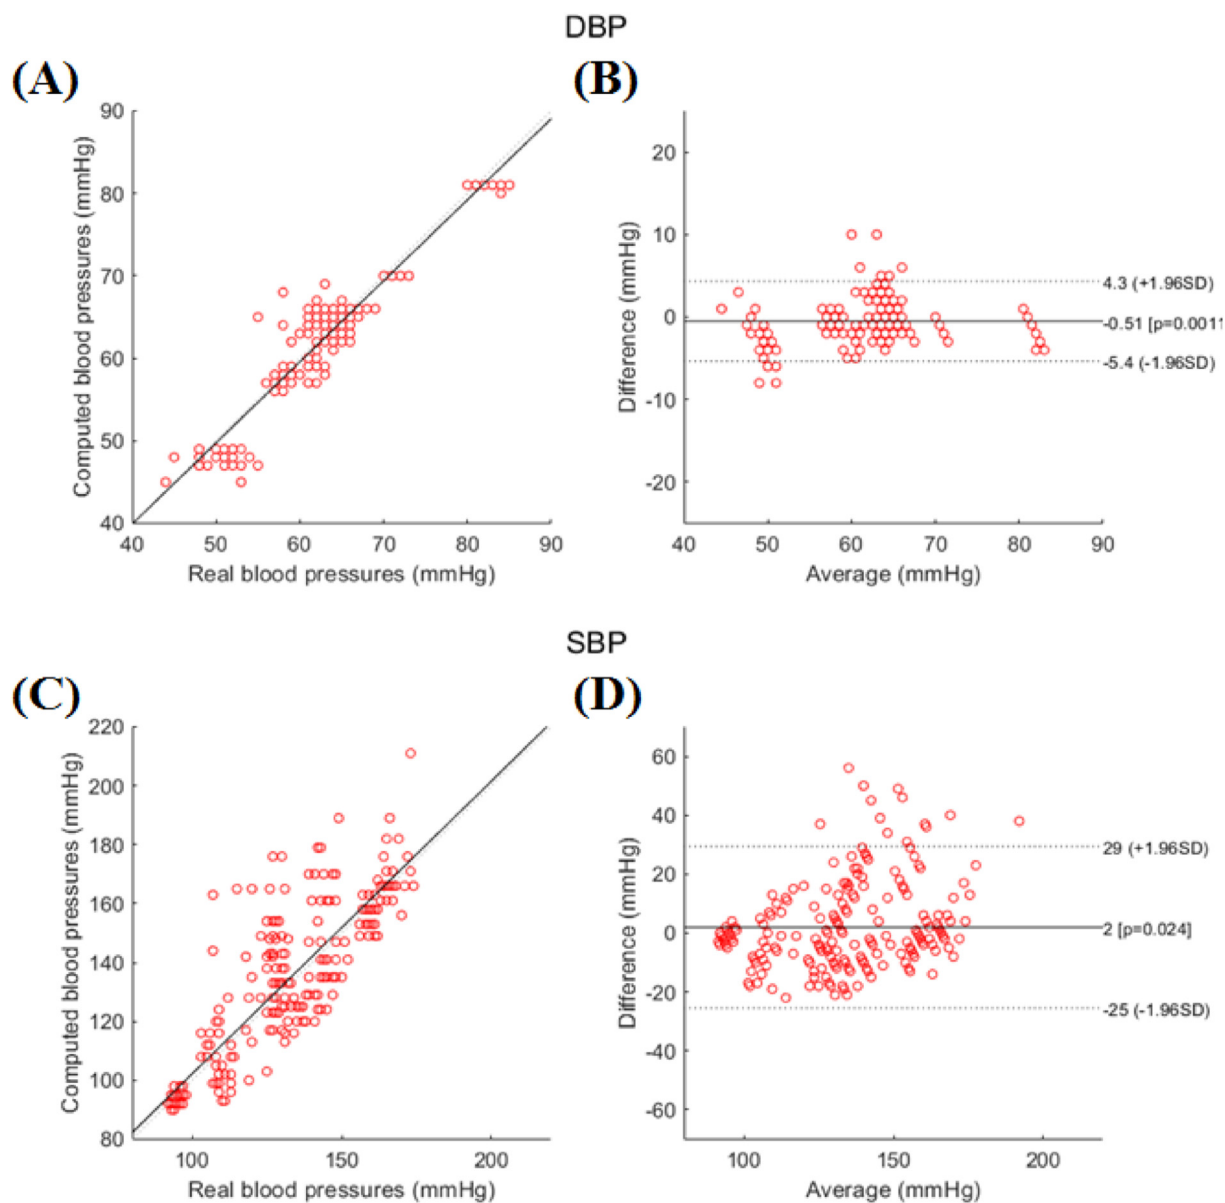 DBP
(A)
(B)
90
80
70
60
50
40
40 50 60 70 80 90
Computed blood pressures (mmHg)
Real blood pressures (mmHg)
20
10
0
-10
-20
40 50 60 70 80 90
Difference (mmHg)
Average (mmHg)
4.3 (+1.96SD)
-0.51 [p=0.0011
-5.4 (-1.96SD)
SBP
(C)
(D)
220
200
180
160
140
120
100
80
100 150 200
Computed blood pressures (mmHg)
Real blood pressures (mmHg)
60
40
20
0
-20
-40
-60
100 150 200
Difference (mmHg)
Average (mmHg)
29 (+1.96SD)
2 [p=0.024]
-25 (-1.96SD)